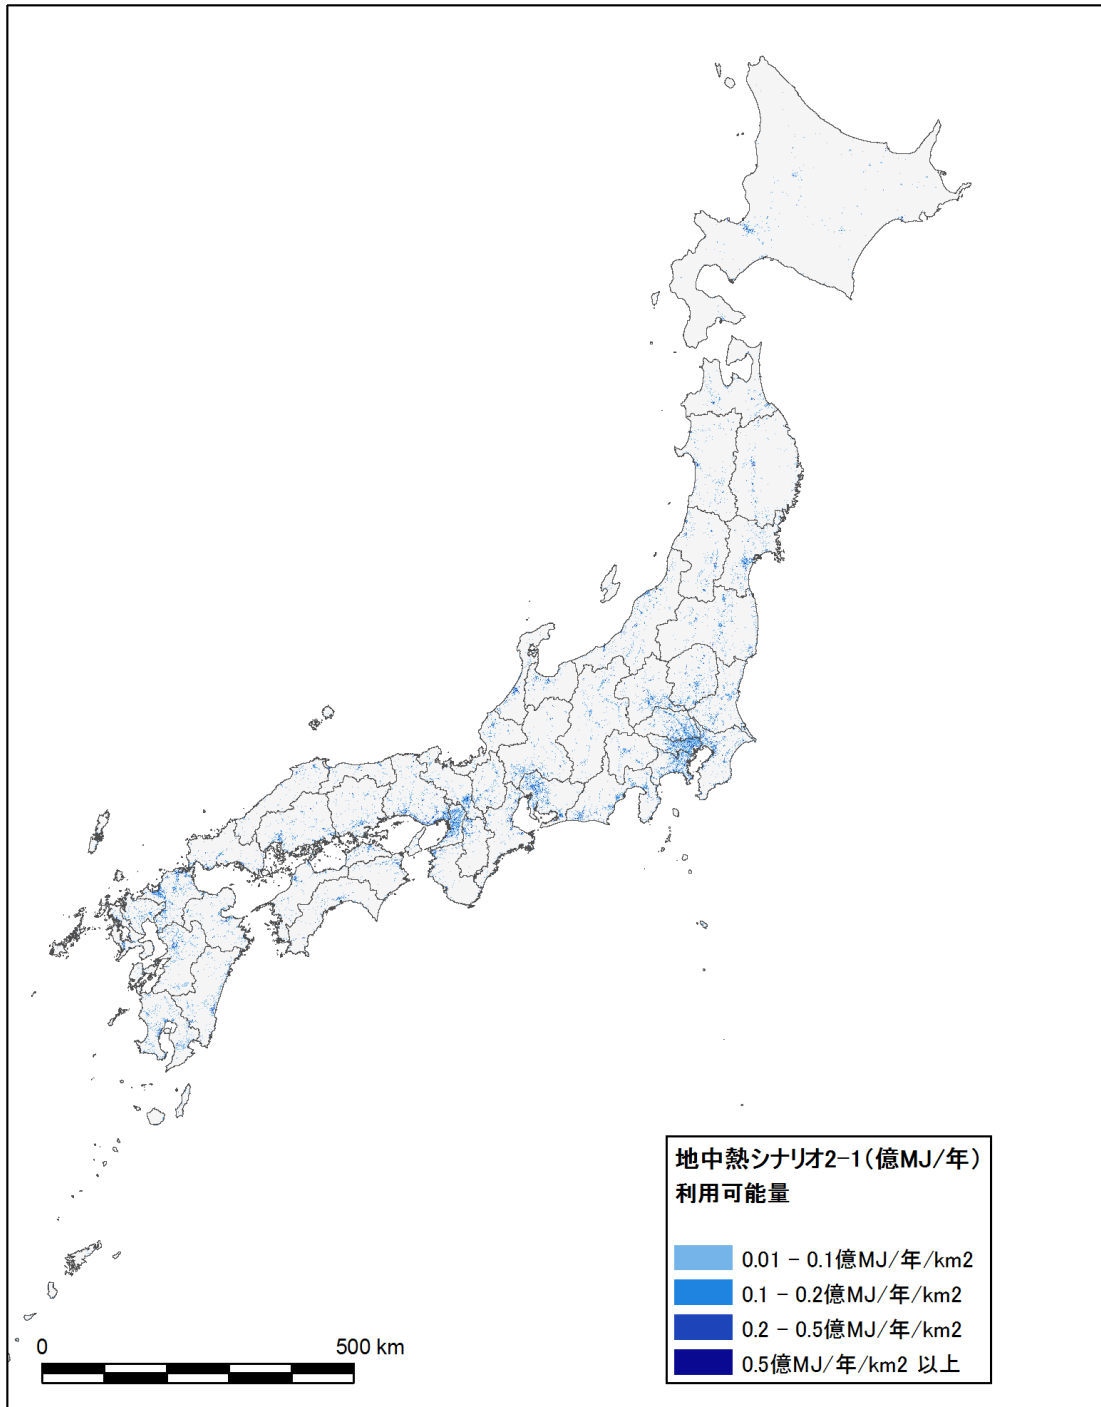 地中熱シナリオ2-1(億MJ/年)
利用可能量
0.01 - 0.1億MJ/年/km2
0.1 - 0.2億MJ/年/km2
0.2 - 0.5億MJ/年/km2
0.5億MJ/年/km2 以上
0 500 km